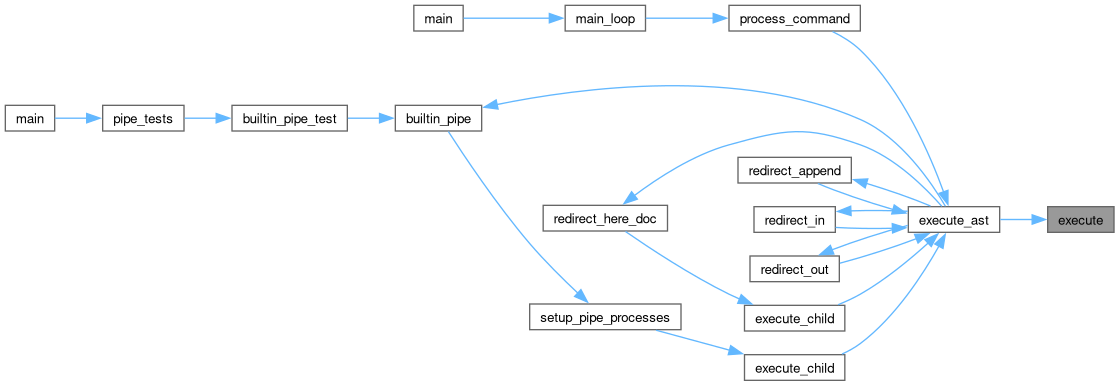 main
main_loop
process_command
main
pipe_tests
builtin_pipe_test
builtin_pipe
redirect_append
redirect_here_doc
redirect_in
execute_ast
execute
redirect_out
setup_pipe_processes
execute_child
execute_child